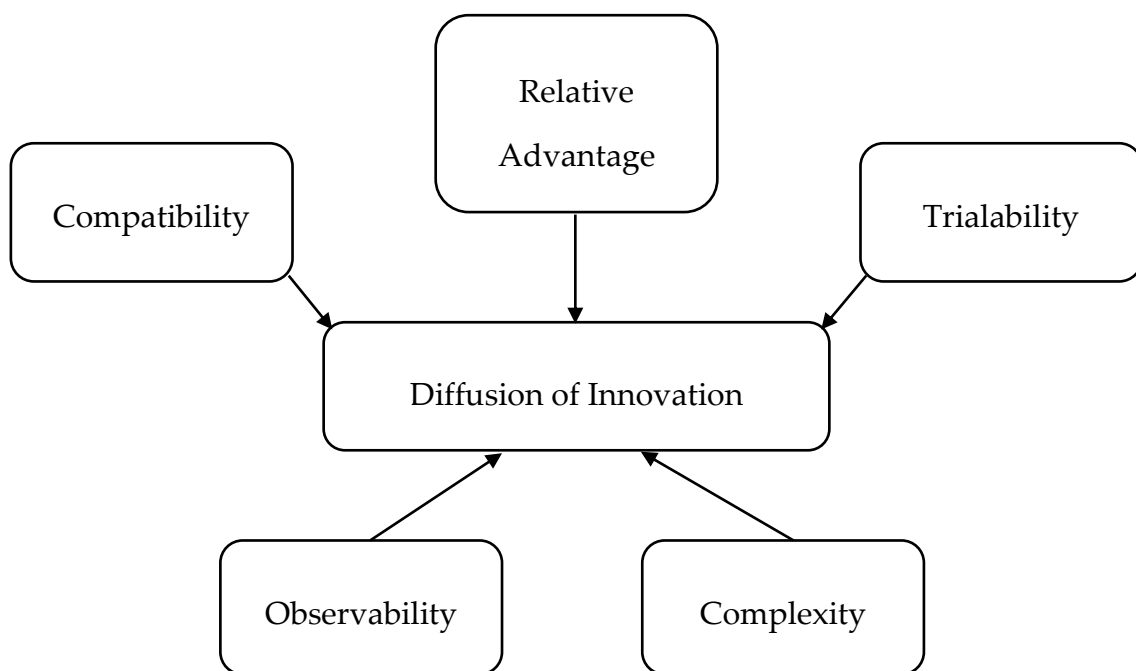 Relative
Advantage
Compatibility
Trialability
Diffusion of Innovation
Observability
Complexity